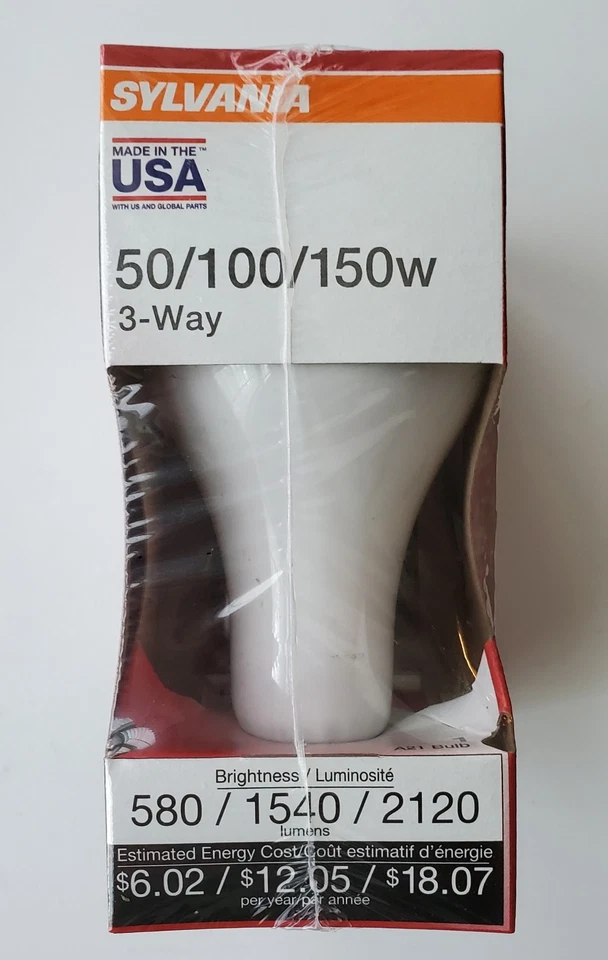 SYLVANIA
MADE IN THE™
USA
WITH US AND GLOBAL PARTS
50/100/150w
3-Way
A21 Bulb
Brightness / Luminosité
580 / 1540 / 2120
lumens
Estimated Energy Cost/Coût estimatif d'énergie
$6.02 / $12.05 / $18.07
per year/par année